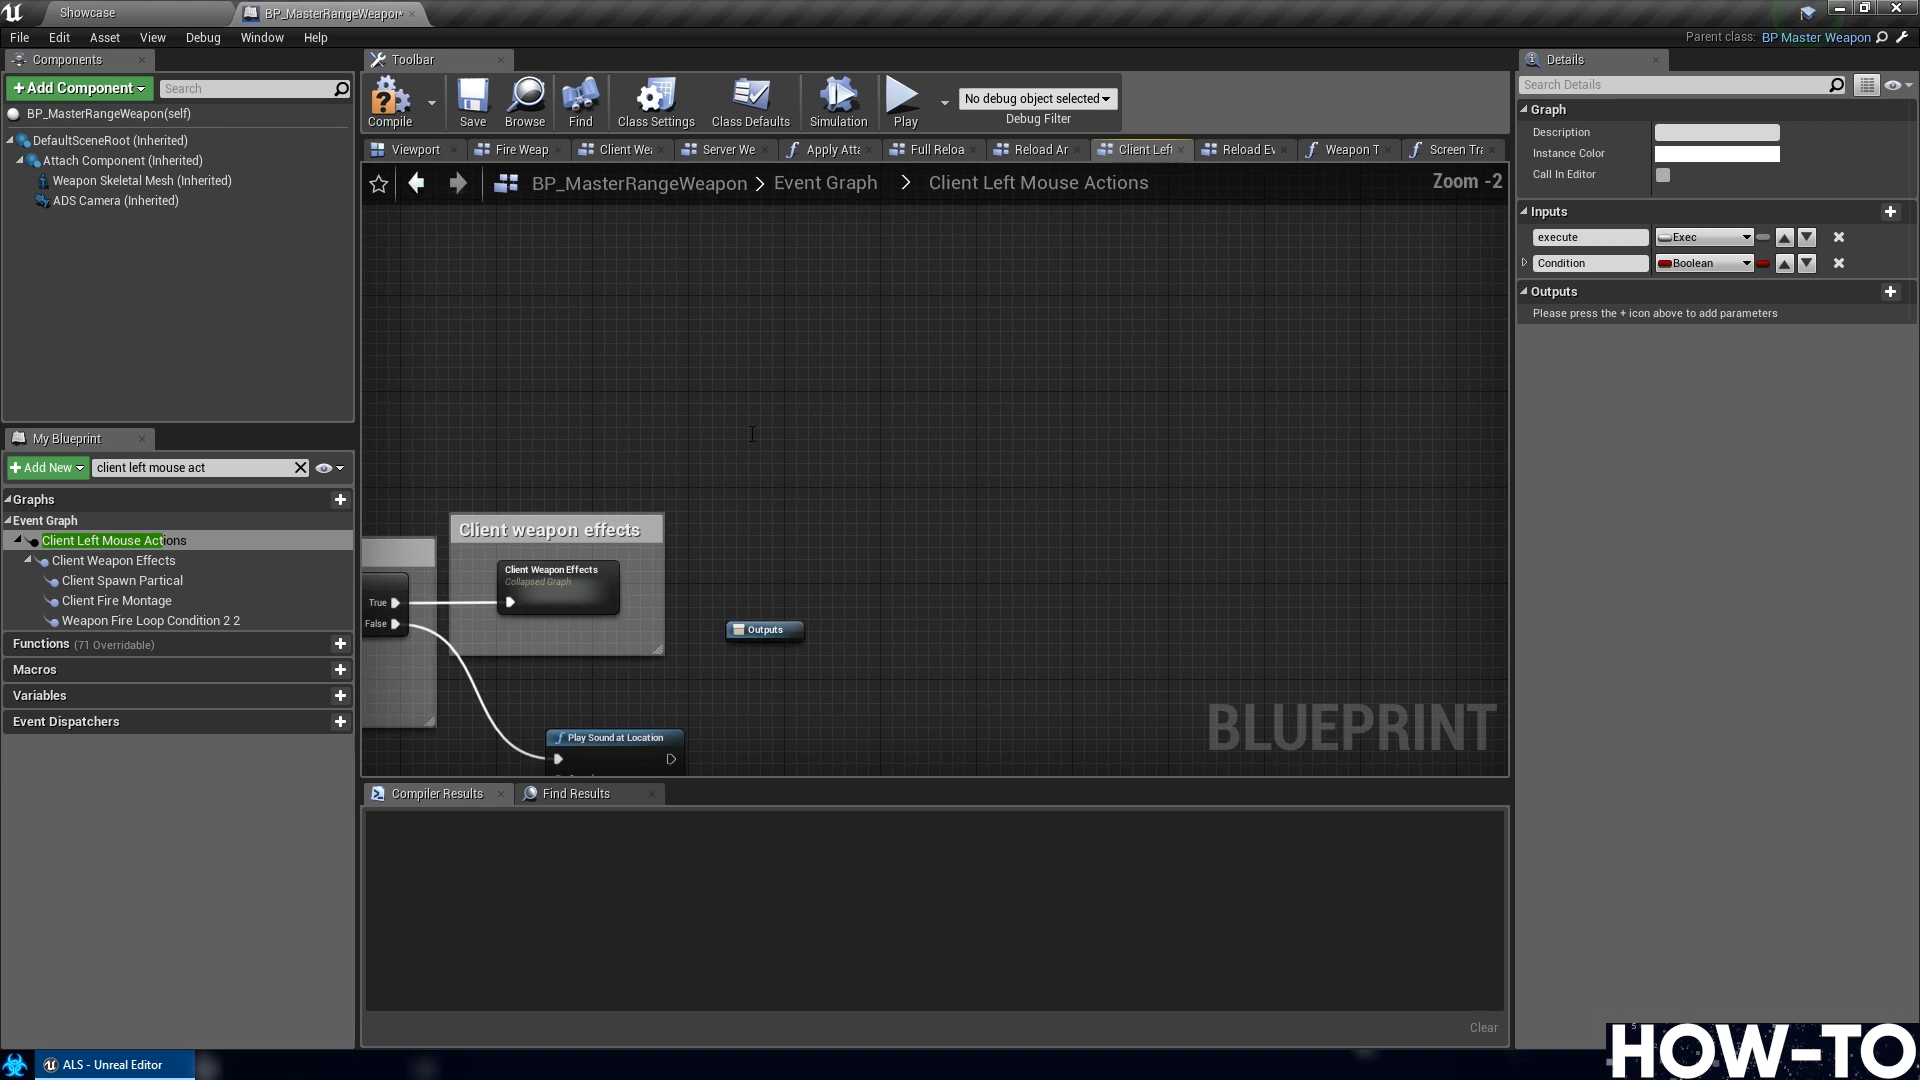 Showcase
BP_MasterRangeWeapon*
File Edit Asset View Debug Window Help
Parent class: BP Master Weapon
Components
+Add Component
Search
BP_MasterRangeWeapon(self)
DefaultSceneRoot (Inherited)
Attach Component (Inherited)
Weapon Skeletal Mesh (Inherited)
ADS Camera (Inherited)
My Blueprint
+Add New
client left mouse act
Graphs
Event Graph
Client Left Mouse Actions
Client Weapon Effects
Client Spawn Partical
Client Fire Montage
Weapon Fire Loop Condition 2 2
Functions (71 Overridable)
Macros
Variables
Event Dispatchers
Toolbar
Compile Save Browse Find Class Settings Class Defaults Simulation Play
No debug object selected
Debug Filter
Viewport Fire Weap Client We Server We Apply Att Full Reloa Reload Ar Client Left Reload Ev Weapon T Screen Tr
BP_MasterRangeWeapon > Event Graph > Client Left Mouse Actions
Zoom -2
Client weapon effects
Client Weapon Effects
Collapsed Graph
True
False
Outputs
Play Sound at Location
BLUEPRINT
Compiler Results
Find Results
Clear
Details
Search Details
Graph
Description
Instance Color
Call In Editor
Inputs
execute Exec
Condition Boolean
Outputs
Please press the + icon above to add parameters
ALS - Unreal Editor
HOW-TO